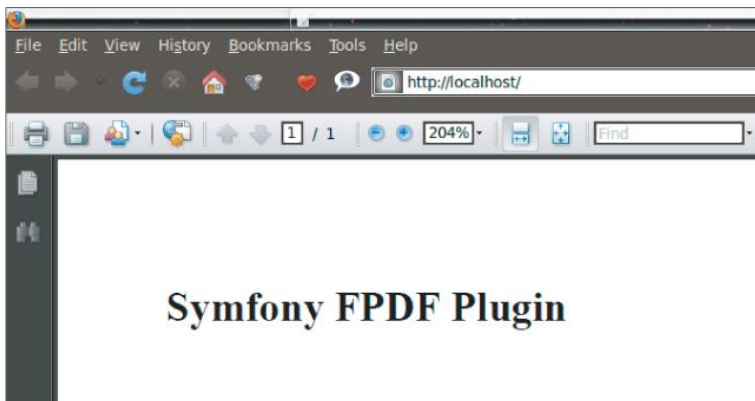 File Edit View History Bookmarks Tools Help
http://localhost/
1 / 1 204% Find
Symfony FPDF Plugin